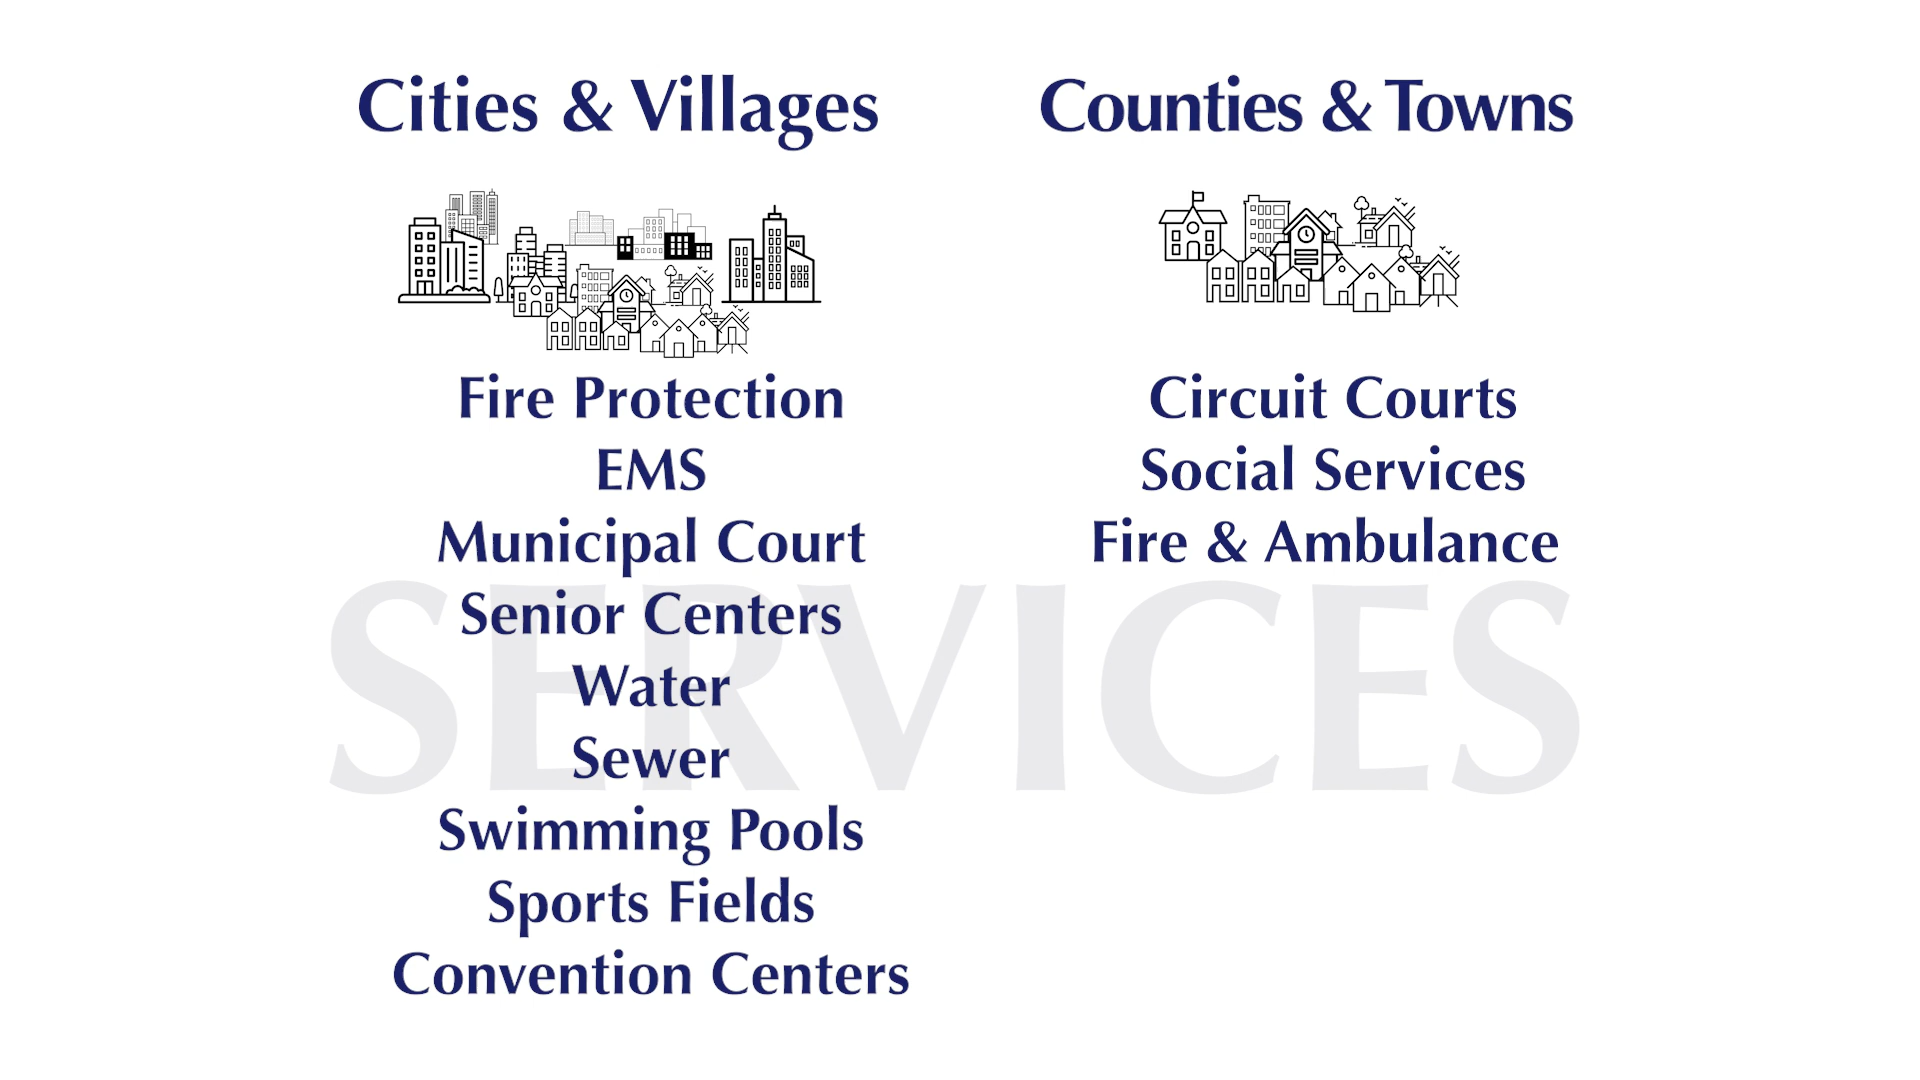 Cities & Villages
Fire Protection
EMS
Municipal Court
Senior Centers
Water
Sewer
Swimming Pools
Sports Fields
Convention Centers
Counties & Towns
Circuit Courts
Social Services
Fire & Ambulance
SERVICES